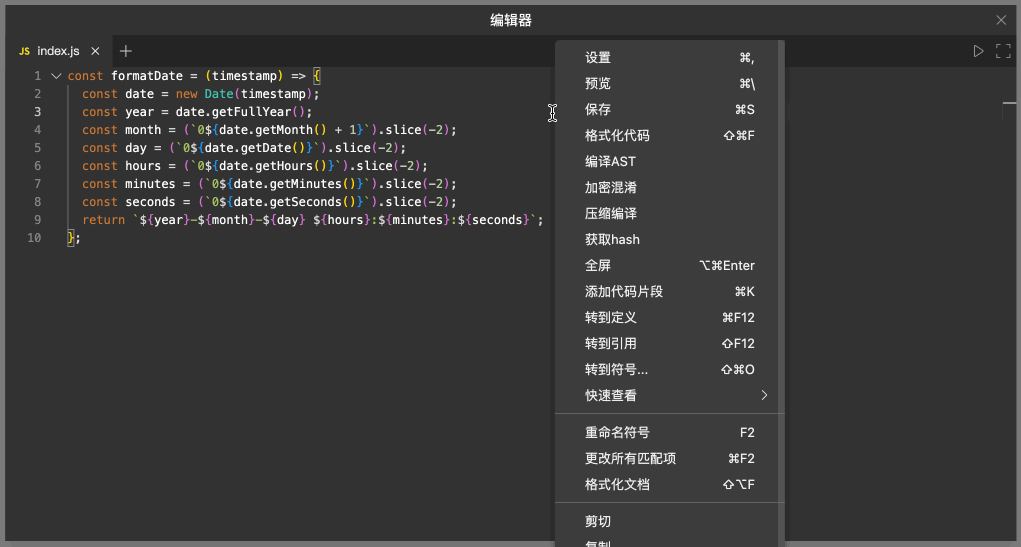 编辑器
JS index.js
1 const formatDate = (timestamp) => {
2 const date = new Date(timestamp);
3 const year = date.getFullYear();
4 const month = (`0${date.getMonth() + 1}`).slice(-2);
5 const day = (`0${date.getDate()}`).slice(-2);
6 const hours = (`0${date.getHours()}`).slice(-2);
7 const minutes = (`0${date.getMinutes()}`).slice(-2);
8 const seconds = (`0${date.getSeconds()}`).slice(-2);
9 return `${year}-${month}-${day} ${hours}:${minutes}:${seconds}`;
10 };
设置 ⌘,
预览 ⌘\
保存 ⌘S
格式化代码 ⇧⌘F
编译AST
加密混淆
压缩编译
获取hash
全屏 ⌥⌘Enter
添加代码片段 ⌘K
转到定义 ⌘F12
转到引用 ⇧F12
转到符号... ⇧⌘O
快速查看
重命名符号 F2
更改所有匹配项 ⌘F2
格式化文档 ⇧⌥F
剪切
复制